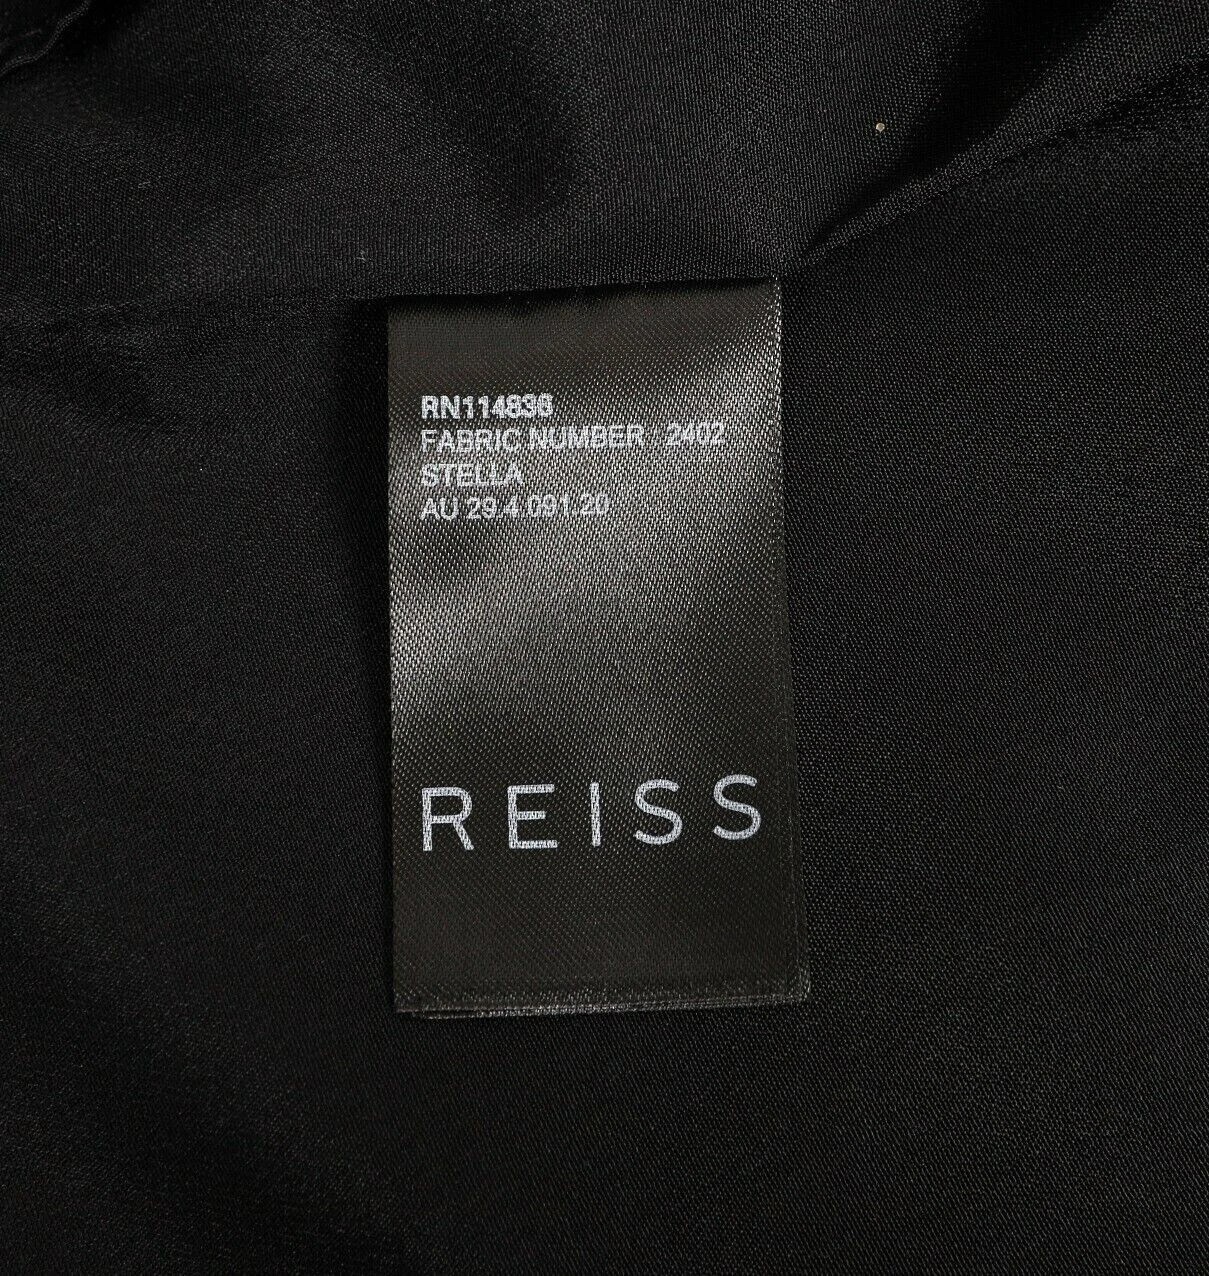 RN114836
FABRIC NUMBER : 2402
STELLA
AU 29.4.091.20
REISS